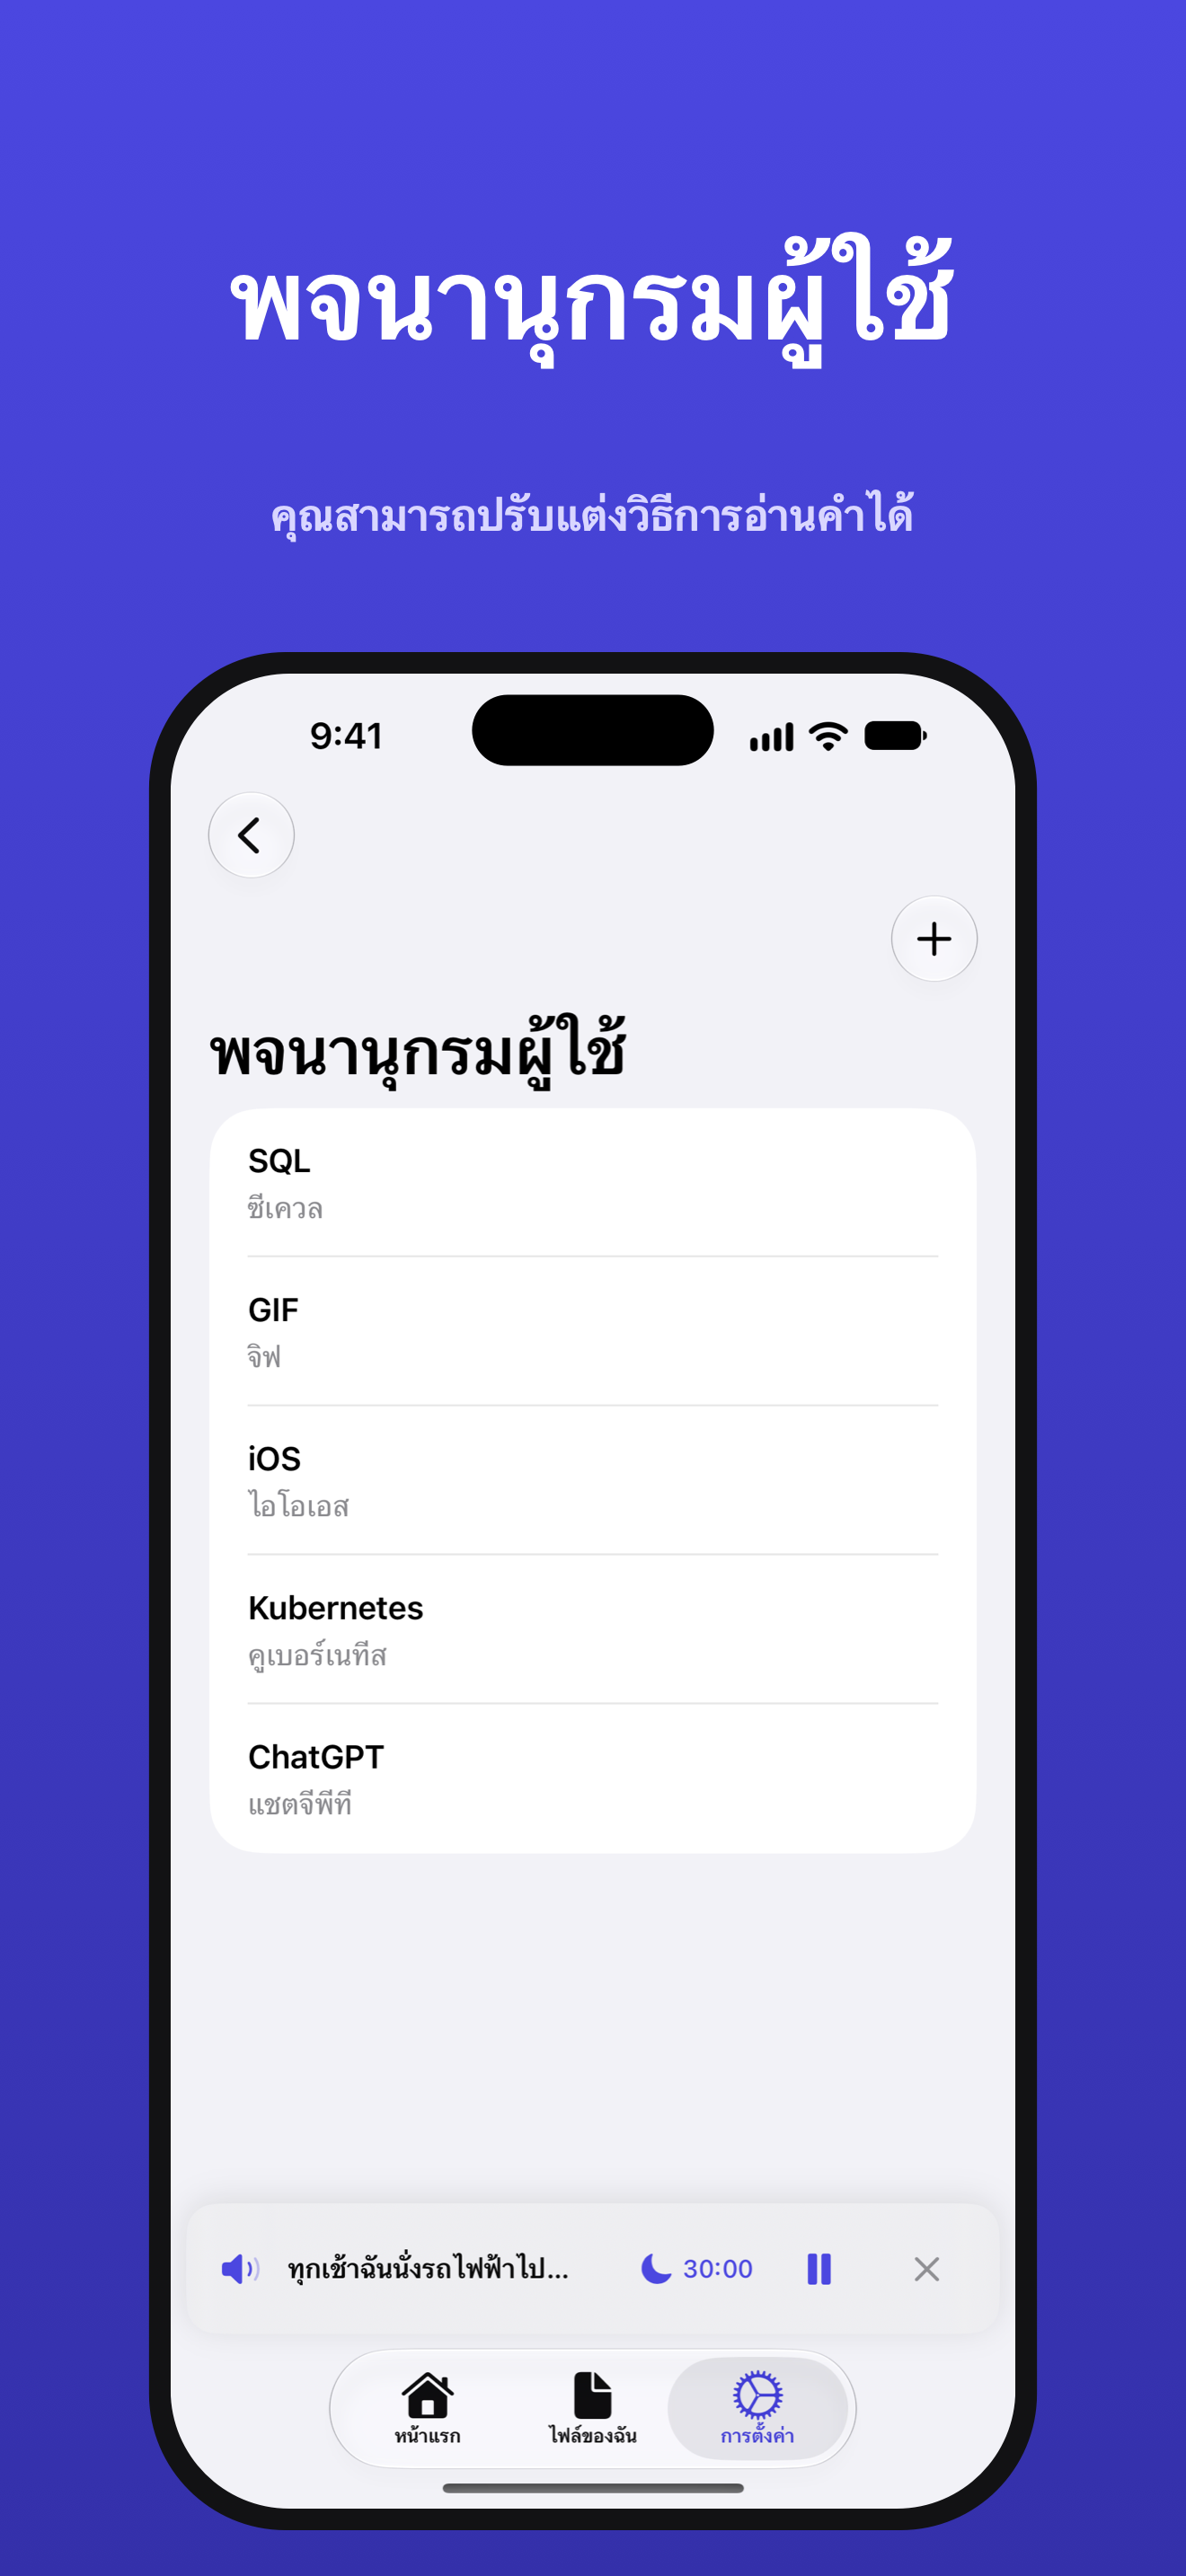 พจนานุกรมผู้ใช้
คุณสามารถปรับแต่งวิธีการอ่านคำได้
9:41
พจนานุกรมผู้ใช้
SQL
ซีเควล
GIF
จิฟ
iOS
ไอโอเอส
Kubernetes
คูเบอร์เนทีส
ChatGPT
แชตจีพีที
ทุกเช้าฉันนั่งรถไฟฟ้าไป... 30:00
หน้าแรก ไฟล์ของฉัน การตั้งค่า